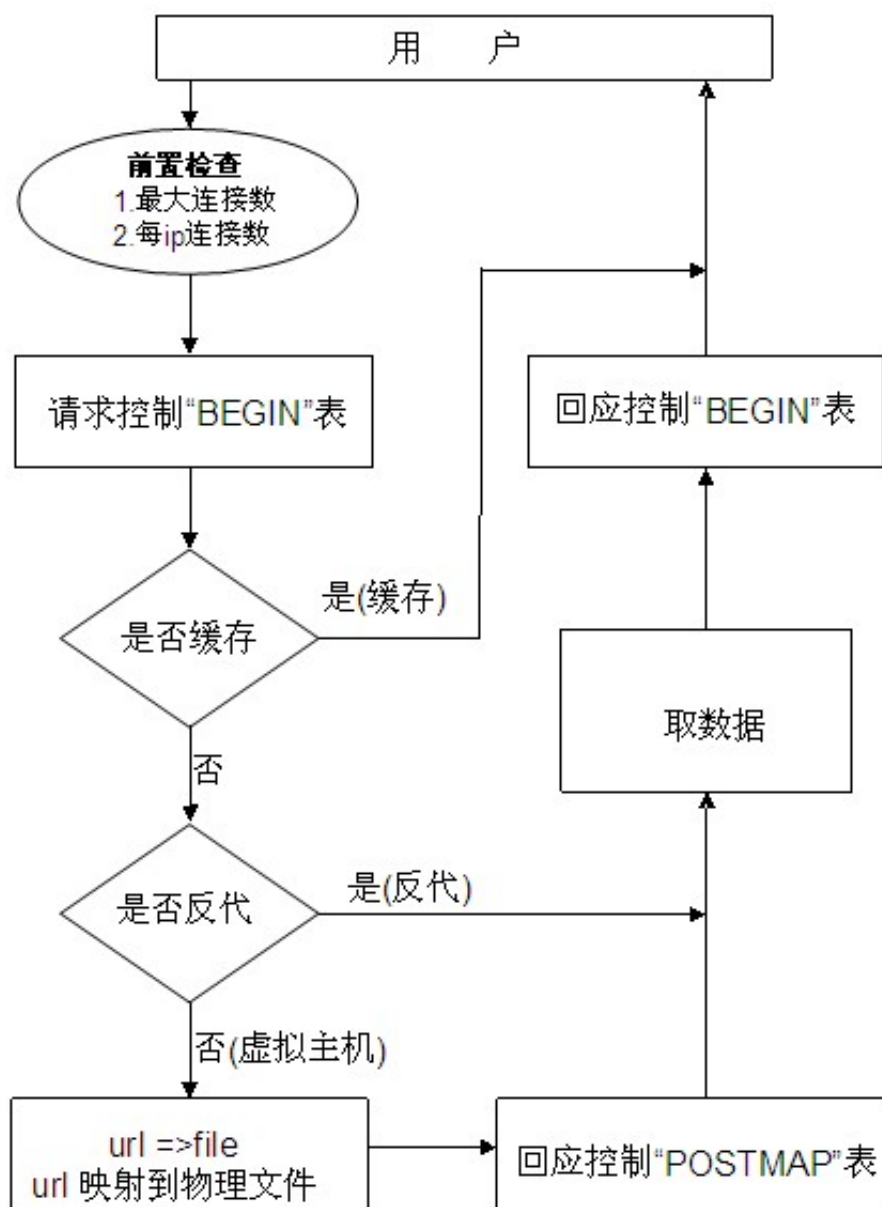 用 户
前置检查
1.最大连接数
2.每ip连接数
请求控制“BEGIN”表
回应控制“BEGIN”表
是(缓存)
是否缓存
取数据
否
是(反代)
是否反代
否(虚拟主机)
url =>file
url 映射到物理文件
回应控制“POSTMAP”表